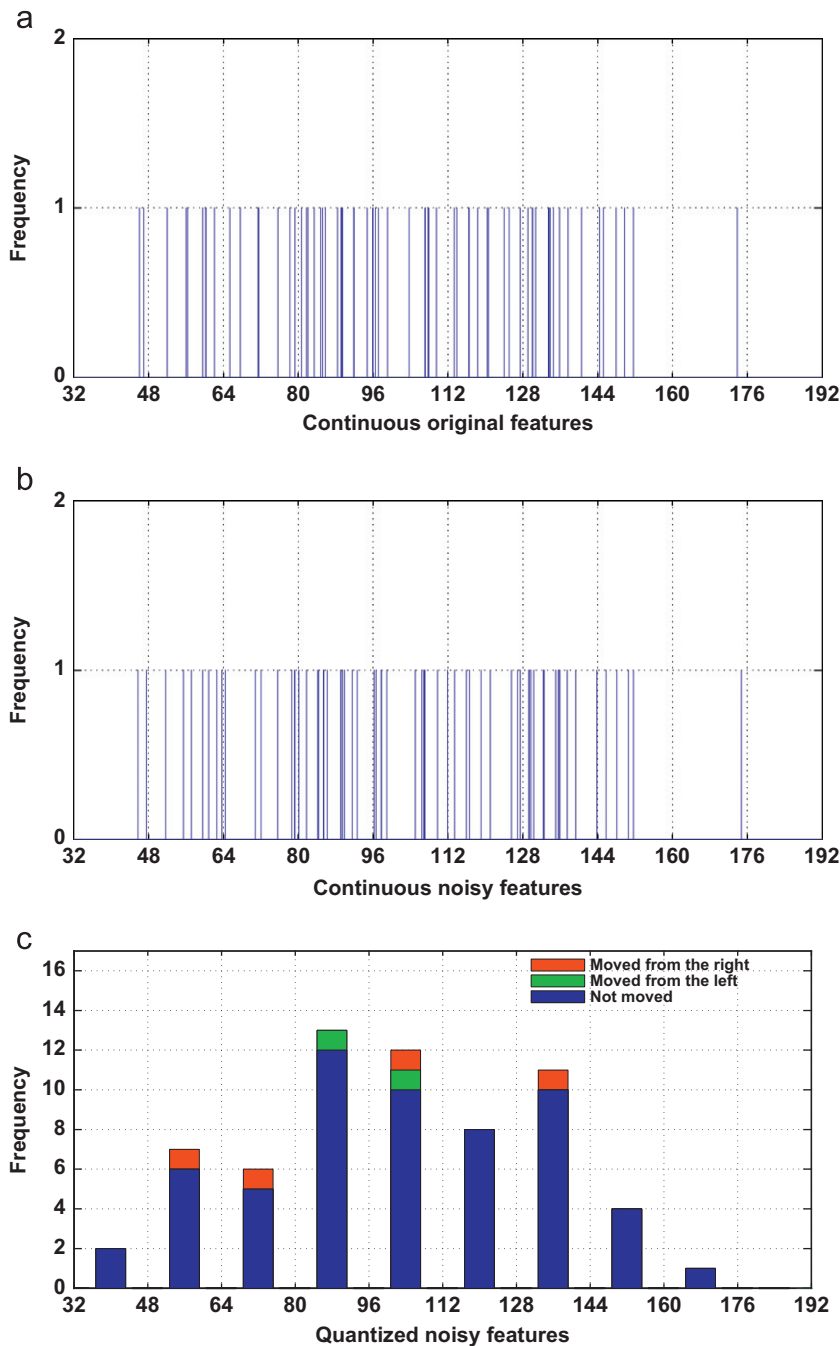 a
2
1
0
Frequency
32 48 64 80 96 112 128 144 160 176 192
Continuous original features
b
2
1
0
Frequency
32 48 64 80 96 112 128 144 160 176 192
Continuous noisy features
c
16
14
12
10
8
6
4
2
0
Frequency
Moved from the right
Moved from the left
Not moved
32 48 64 80 96 112 128 144 160 176 192
Quantized noisy features